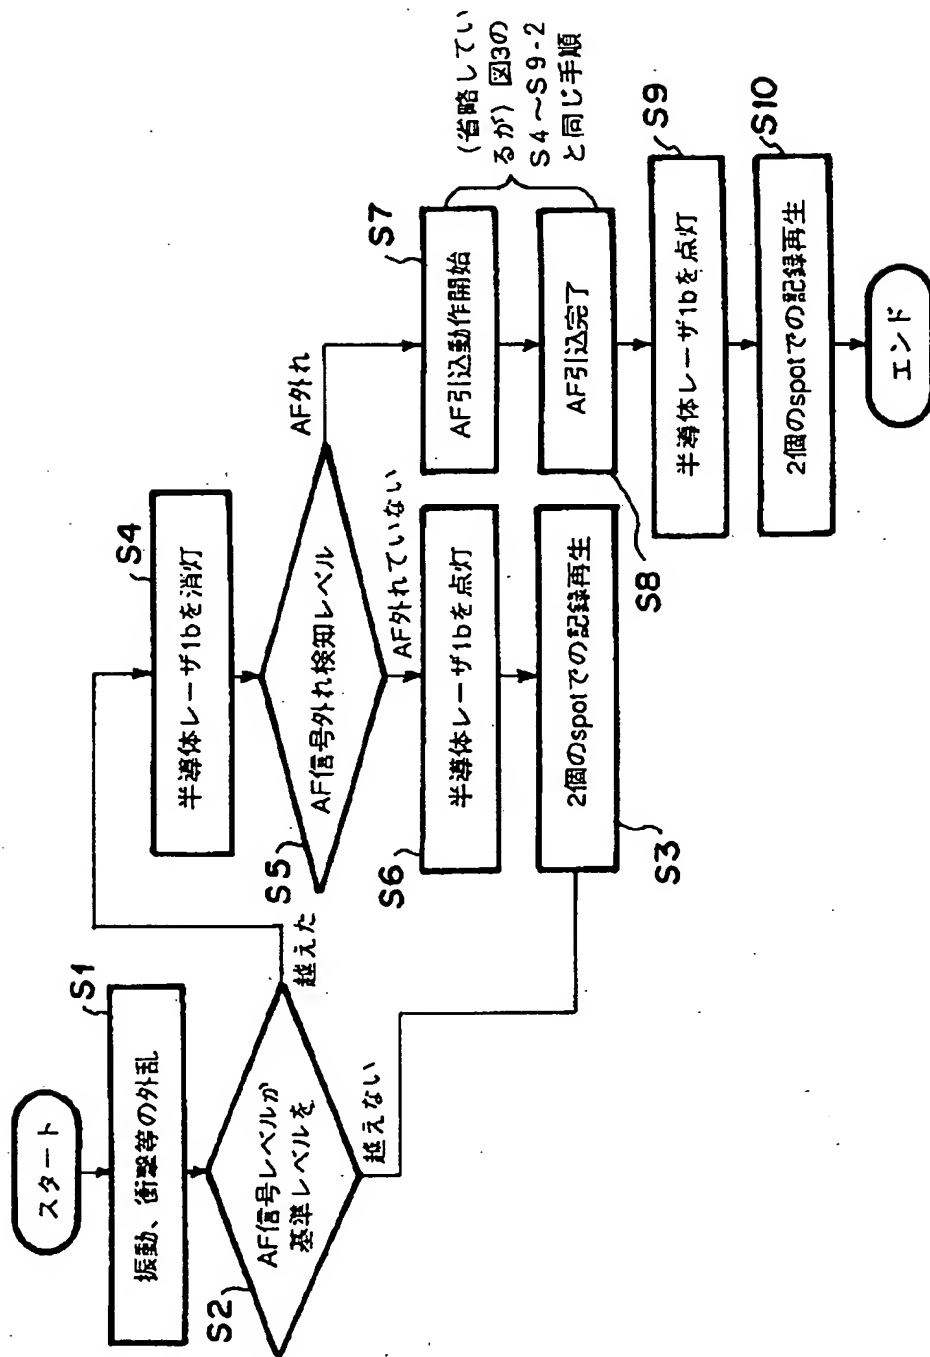 スタート
S1
振動、衝撃等の外乱
S2
AF信号レベルが
基準レベルを
越えた
越えない
S4
半導体レーザ1bを消灯
S5
AF信号外れ検知レベル
AF外れ
AF外れていない
S6
半導体レーザ1bを点灯
2個のspotでの記録再生
S3
S7
AF引込動作開始
AF引込完了
S8
(省略してい
るが) 図3の
S4〜S9-2
と同じ手順
S9
半導体レーザ1bを点灯
S10
2個のspotでの記録再生
エンド